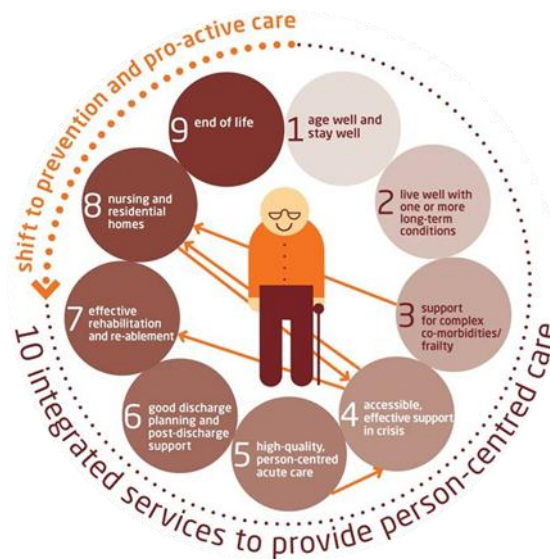 shift to prevention and pro-active care
9 end of life
1 age well and
stay well
8 nursing and
residential
homes
2 live well with
one or more
long-term
conditions
7 effective
rehabilitation
and re-ablement
3 support
for complex
co-morbidities/
frailty
6 good discharge
planning and
post-discharge
support
5 high-quality,
person-centred
acute care
4 accessible,
effective support
in crisis
10 integrated services to provide person-centred care